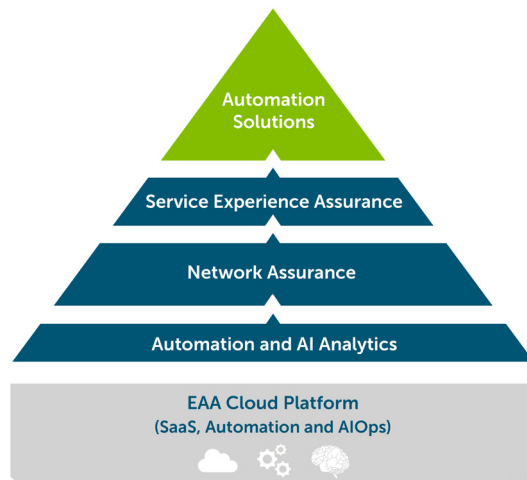 Automation
Solutions
Service Experience Assurance
Network Assurance
Automation and AI Analytics
EAA Cloud Platform
(SaaS, Automation and AIOps)